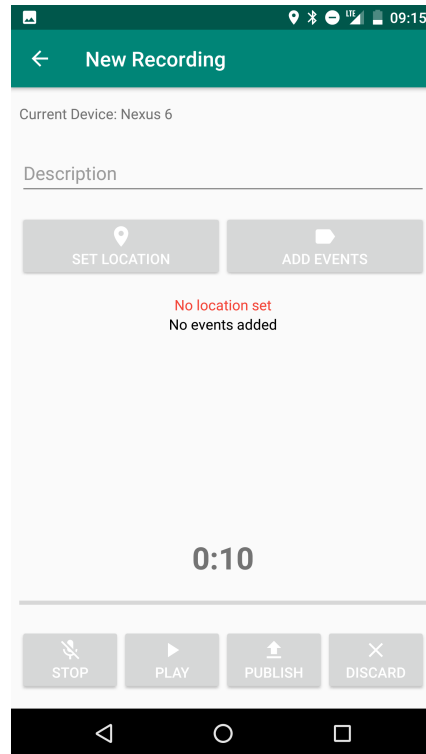 LTE 09:15
New Recording
Current Device: Nexus 6
Description
SET LOCATION ADD EVENTS
No location set
No events added
0:10
STOP PLAY PUBLISH DISCARD